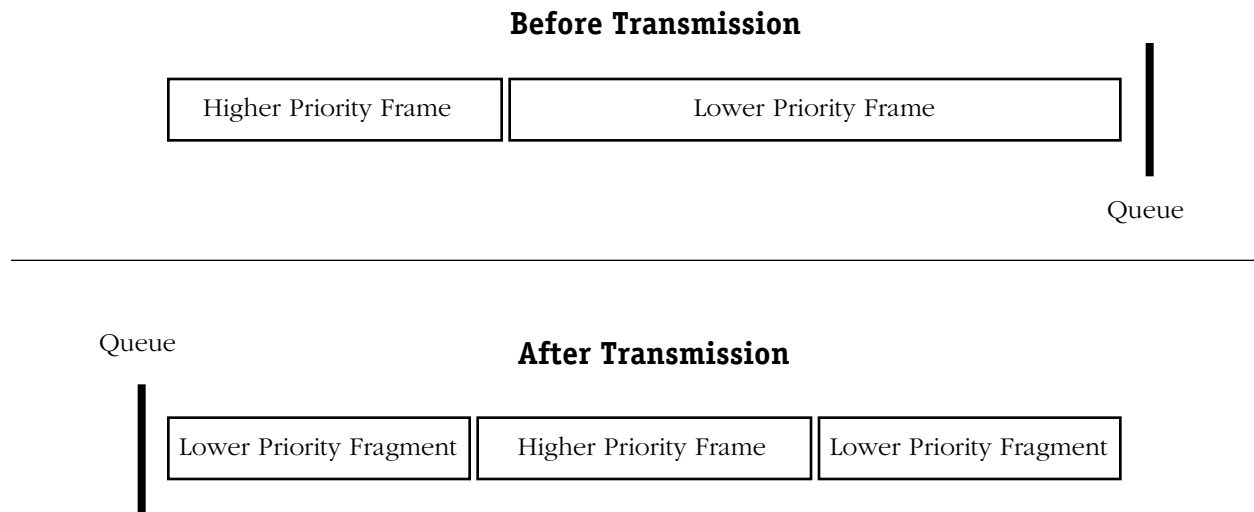 Before Transmission
Higher Priority Frame
Lower Priority Frame
Queue
Queue
After Transmission
Lower Priority Fragment
Higher Priority Frame
Lower Priority Fragment